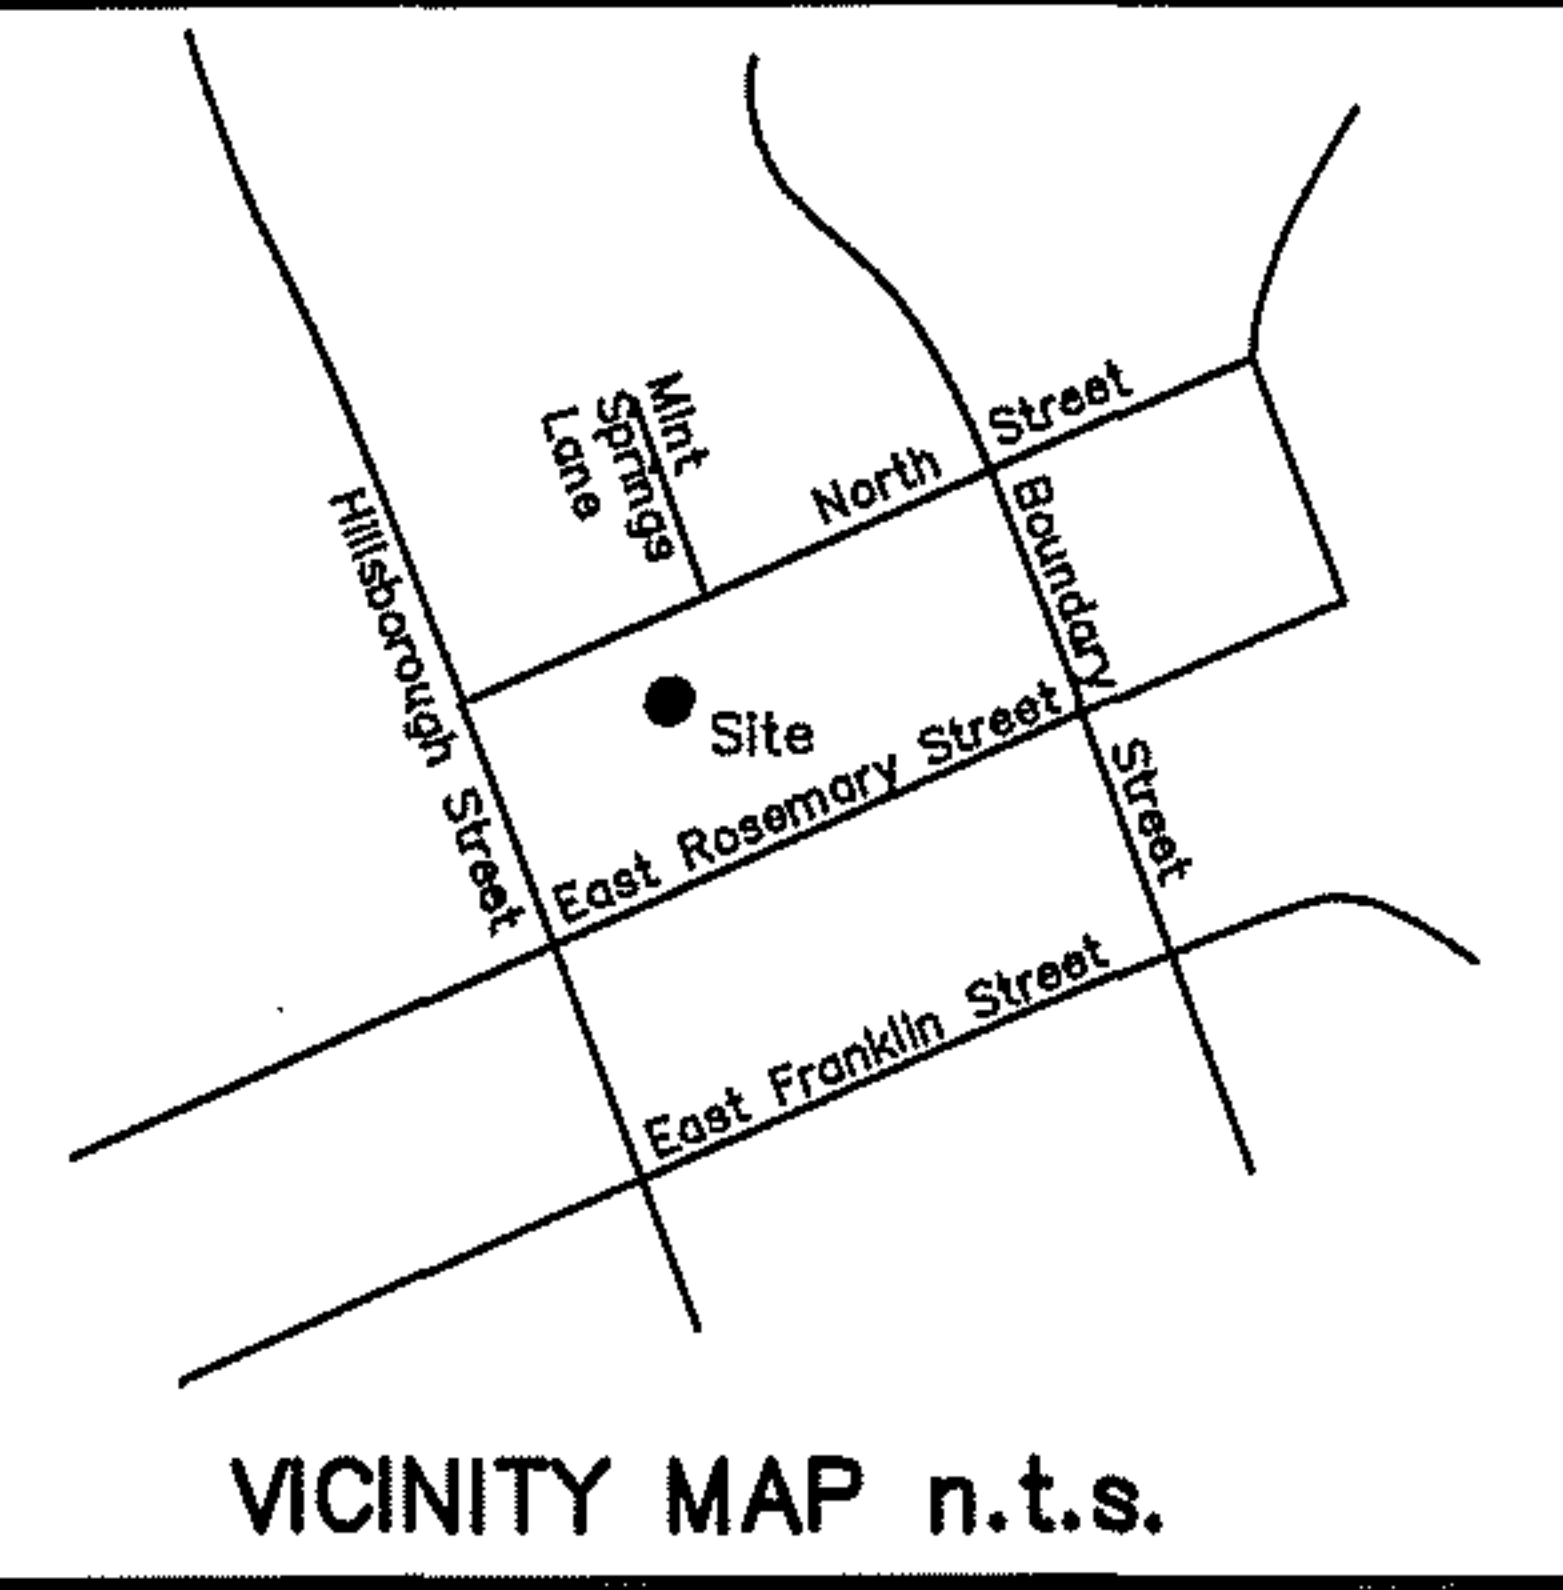 Mint
Springs
Lane
North Street
Hillsborough Street
Boundary Street
Site
East Rosemary Street
East Franklin Street
VICINITY MAP n.t.s.